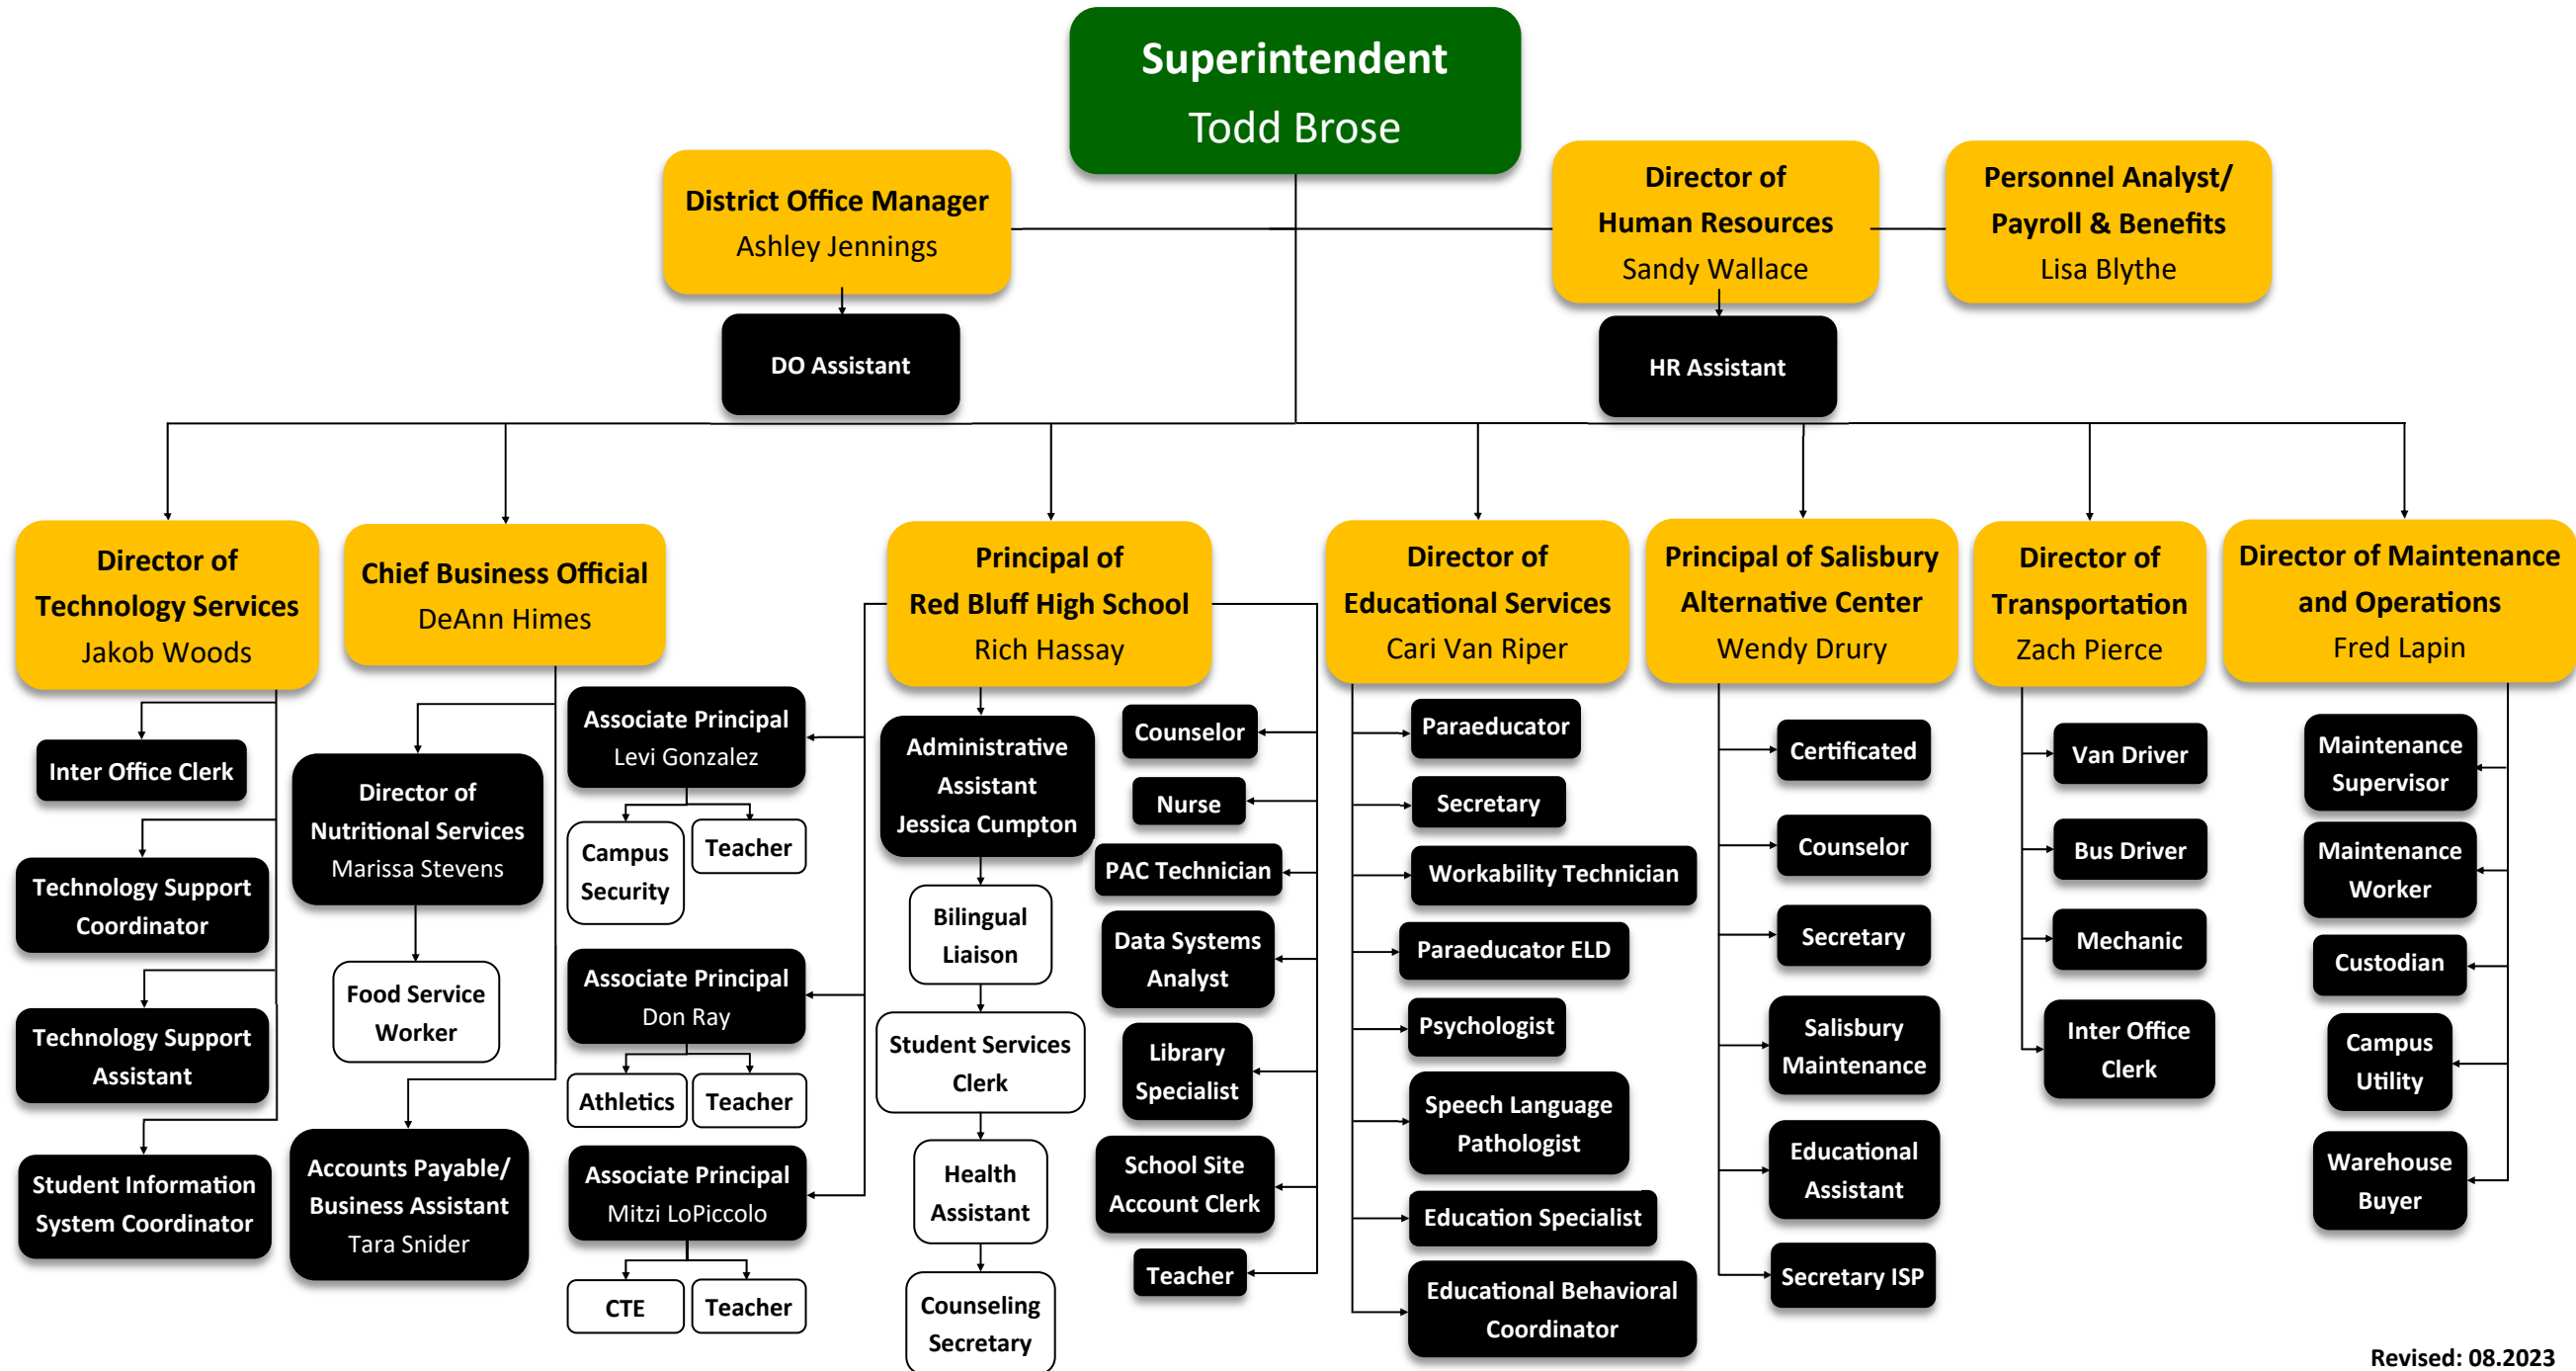 Superintendent
Todd Brose
District Office Manager
Ashley Jennings
Director of
Human Resources
Sandy Wallace
Personnel Analyst/
Payroll & Benefits
Lisa Blythe
DO Assistant
HR Assistant
Director of
Technology Services
Jakob Woods
Inter Office Clerk
Technology Support
Coordinator
Technology Support
Assistant
Student Information
System Coordinator
Chief Business Official
DeAnn Himes
Director of
Nutritional Services
Marissa Stevens
Food Service
Worker
Accounts Payable/
Business Assistant
Tara Snider
Principal of
Red Bluff High School
Rich Hassay
Associate Principal
Levi Gonzalez
Campus
Security
Teacher
Associate Principal
Don Ray
Athletics
Teacher
Associate Principal
Mitzi LoPiccolo
CTE
Teacher
Administrative
Assistant
Jessica Cumpton
Bilingual
Liaison
Student Services
Clerk
Health
Assistant
Counseling
Secretary
Counselor
Nurse
PAC Technician
Data Systems
Analyst
Library
Specialist
School Site
Account Clerk
Teacher
Director of
Educational Services
Cari Van Riper
Paraeducator
Secretary
Workability Technician
Paraeducator ELD
Psychologist
Speech Language
Pathologist
Education Specialist
Educational Behavioral
Coordinator
Principal of Salisbury
Alternative Center
Wendy Drury
Certificated
Counselor
Secretary
Salisbury
Maintenance
Educational
Assistant
Secretary ISP
Director of
Transportation
Zach Pierce
Van Driver
Bus Driver
Mechanic
Inter Office
Clerk
Director of Maintenance
and Operations
Fred Lapin
Maintenance
Supervisor
Maintenance
Worker
Custodian
Campus
Utility
Warehouse
Buyer
Revised: 08.2023